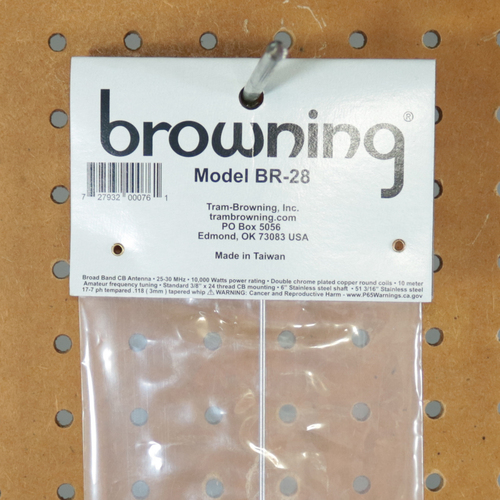 browning®
Model BR-28
7 27932 00076 1
Tram-Browning, Inc.
trambrowning.com
PO Box 5056
Edmond, OK 73083 USA
Made in Taiwan
Broad Band CB Antenna • 25-30 MHz • 10,000 Watts power rating • Double chrome plated copper round coils • 10 meter
Amateur frequency tuning • Standard 3/8" x 24 thread CB mounting • 6" Stainless steel shaft • 51 3/16" Stainless steel
17-7 ph tempered .118 ( 3mm ) tapered whip ⚠ WARNING: Cancer and Reproductive Harm - www.P65Warnings.ca.gov